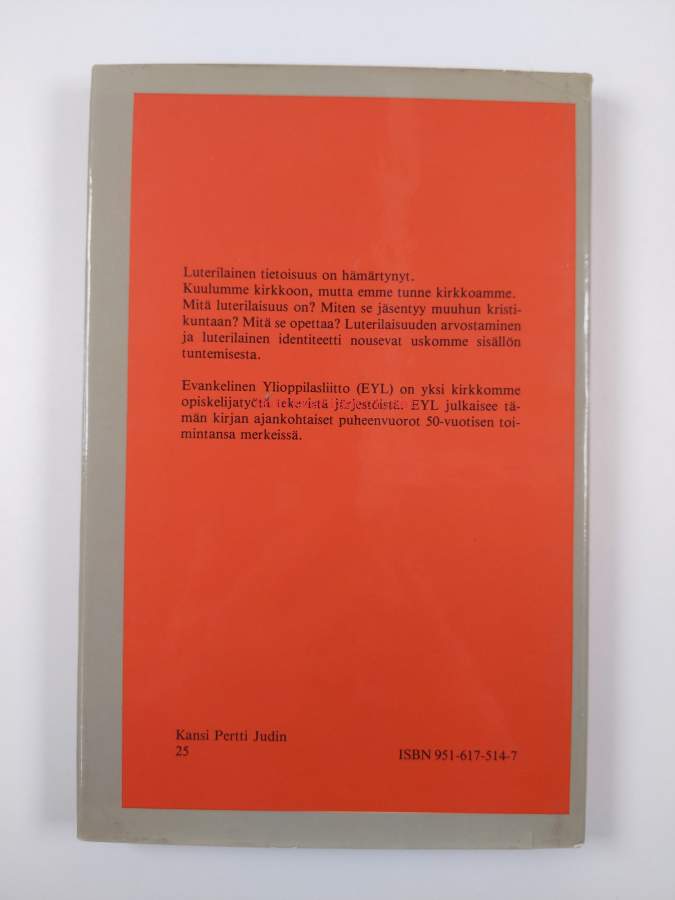 Luterilainen tietoisuus on hämärtynyt.
Kuulumme kirkkoon, mutta emme tunne kirkkoamme.
Mitä luterilaisuus on? Miten se jäsentyy muuhun kristi-
kuntaan? Mitä se opettaa? Luterilaisuuden arvostaminen
ja luterilainen identiteetti nousevat uskomme sisällön
tuntemisesta.
Evankelinen Ylioppilasliitto (EYL) on yksi kirkkomme
opiskelijatyötä tekevistä järjestöistä. EYL julkaisee tä-
män kirjan ajankohtaiset puheenvuorot 50-vuotisen toi-
mintansa merkeissä.
Kansi Pertti Judin
25
ISBN 951-617-514-7